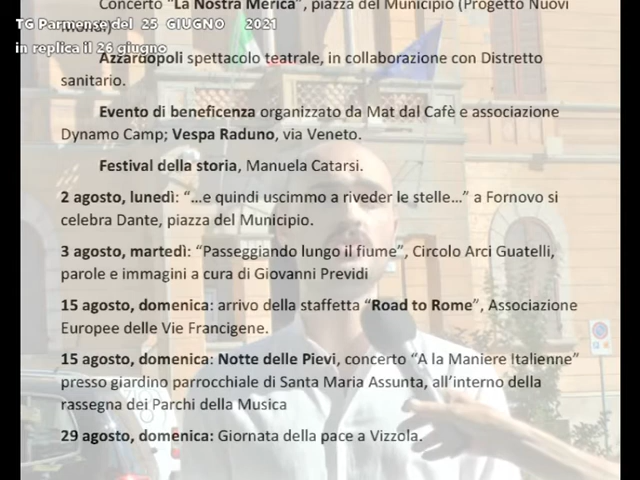 Concerto “La Nostra Merica”, piazza del Municipio (Progetto Nuovi
TG Parmense del 25 GIUGNO 2021
in replica il 26 giugno
Azzardopoli spettacolo teatrale, in collaborazione con Distretto
sanitario.
Evento di beneficenza organizzato da Mat dal Cafè e associazione
Dynamo Camp; Vespa Raduno, via Veneto.
Festival della storia, Manuela Catarsi.
2 agosto, lunedì: “…e quindi uscimmo a riveder le stelle…” a Fornovo si
celebra Dante, piazza del Municipio.
3 agosto, martedì: “Passeggiando lungo il fiume”, Circolo Arci Guatelli,
parole e immagini a cura di Giovanni Previdi
15 agosto, domenica: arrivo della staffetta “Road to Rome”, Associazione
Europee delle Vie Francigene.
15 agosto, domenica: Notte delle Pievi, concerto “A la Maniere Italienne”
presso giardino parrocchiale di Santa Maria Assunta, all’interno della
rassegna dei Parchi della Musica
29 agosto, domenica: Giornata della pace a Vizzola.